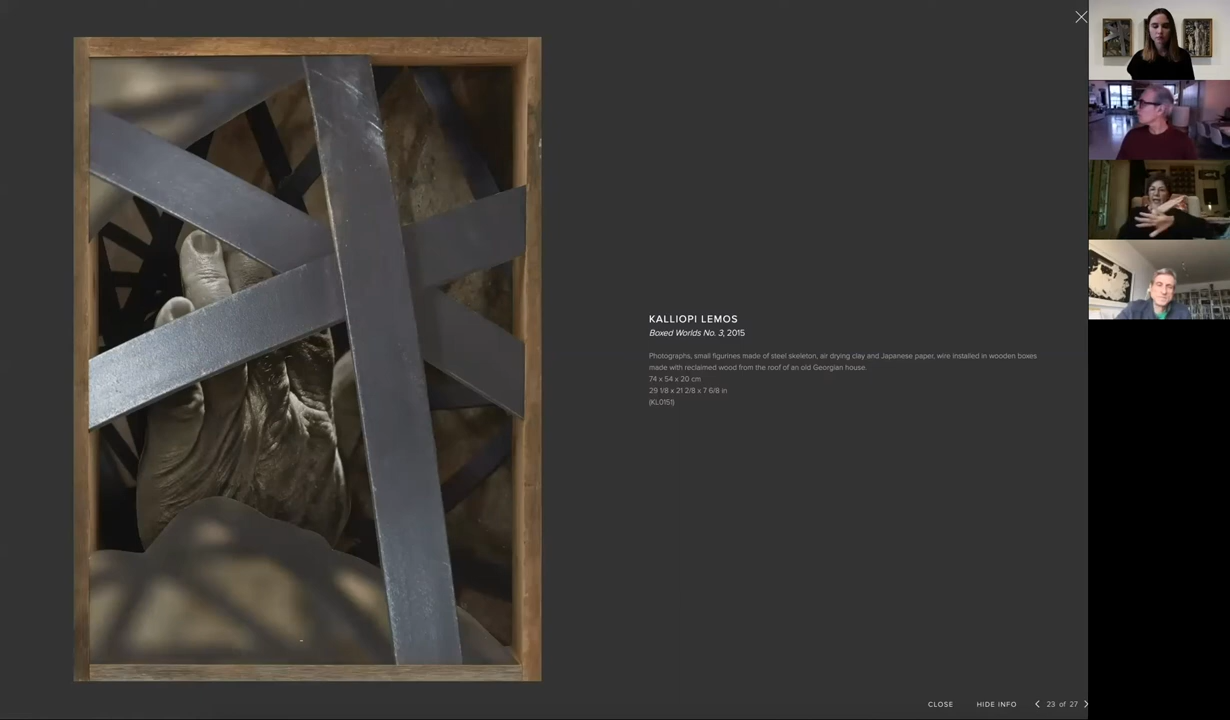 KALLIOPI LEMOS
Boxed Worlds No. 3, 2015
Photographs, small figurines made of steel skeleton, air drying clay and Japanese paper, wire installed in wooden boxes
made with reclaimed wood from the roof of an old Georgian house.
74 x 54 x 20 cm
29 1/8 x 21 2/8 x 7 6/8 in
(KL0151)
CLOSE HIDE INFO 23 of 27